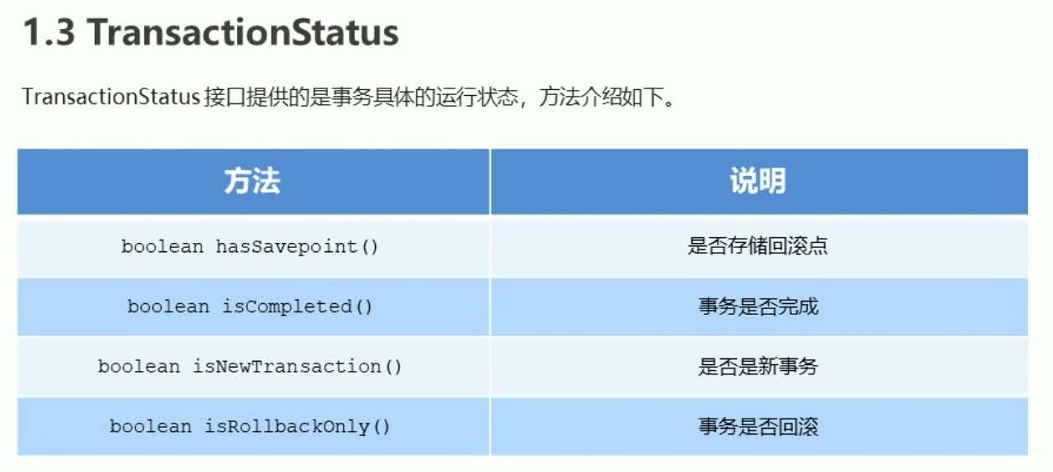 1.3 TransactionStatus
TransactionStatus 接口提供的是事务具体的运行状态，方法介绍如下。
方法 说明
boolean hasSavepoint() 是否存储回滚点
boolean isCompleted() 事务是否完成
boolean isNewTransaction() 是否是新事务
boolean isRollbackOnly() 事务是否回滚